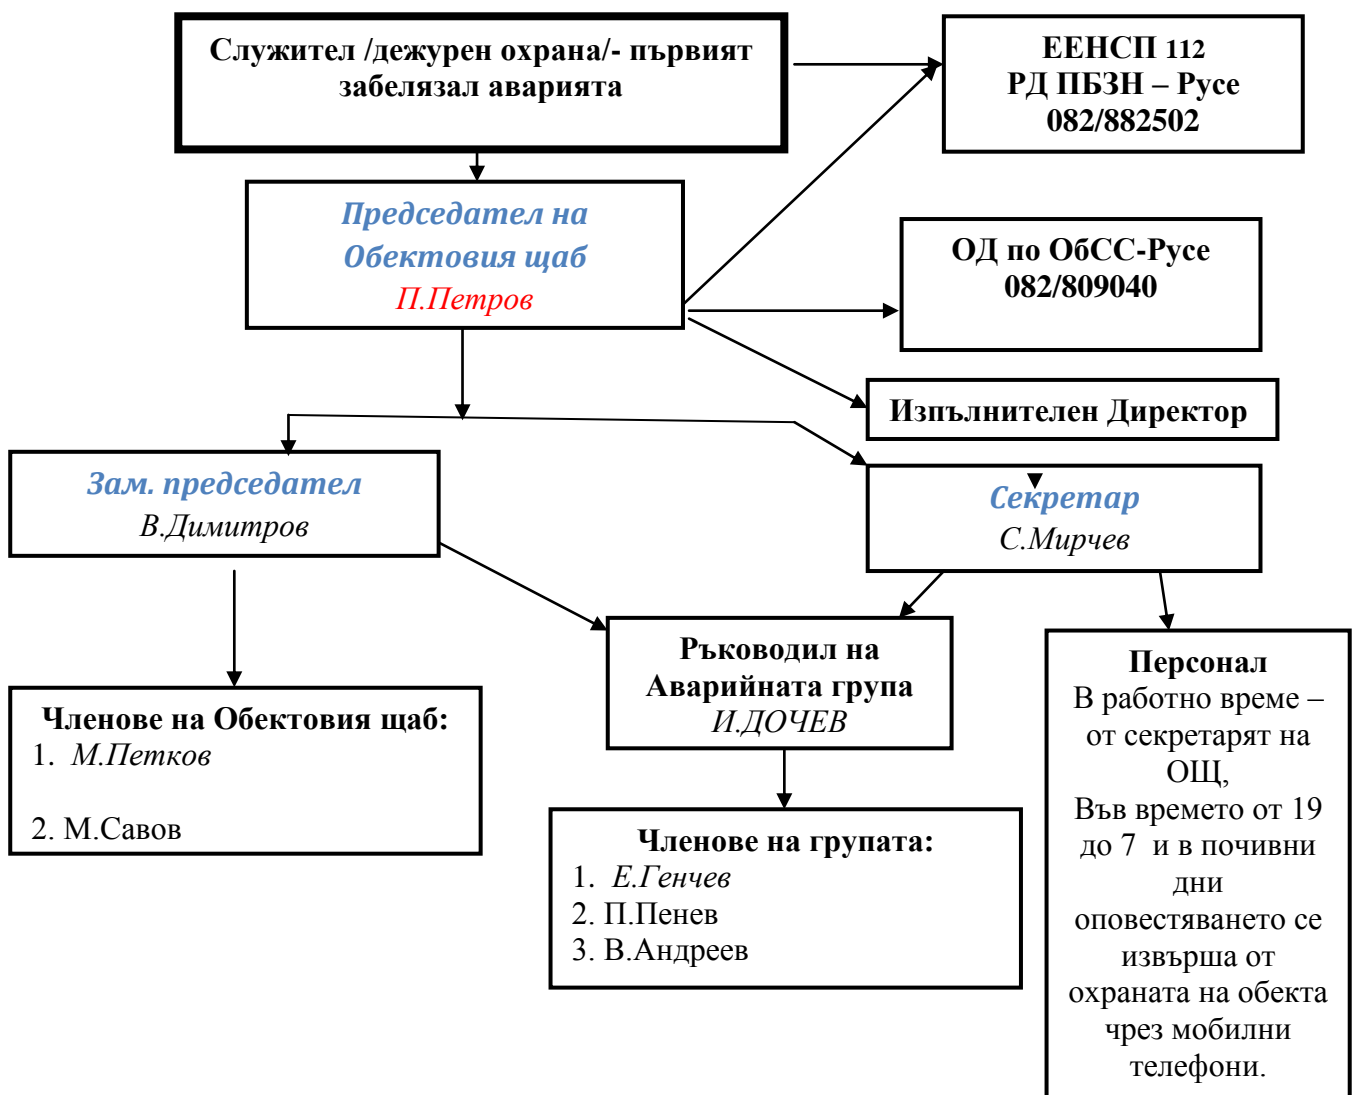 Служител /дежурен охрана/- първият
забелязал аварията
ЕЕНСП 112
РД ПБЗН – Русе
082/882502
Председател на
Обектовия щаб
П.Петров
ОД по ОбСС-Русе
082/809040
Изпълнителен Директор
Зам. председател
В.Димитров
Секретар
С.Мирчев
Ръководил на
Аварийната група
И.ДОЧЕВ
Членове на Обектовия щаб:
1. М.Петков
2. М.Савов
Членове на групата:
1. Е.Генчев
2. П.Пенев
3. В.Андреев
Персонал
В работно време –
от секретарят на
ОЩ,
Във времето от 19
до 7 и в почивни
дни
оповестяването се
извърша от
охраната на обекта
чрез мобилни
телефони.